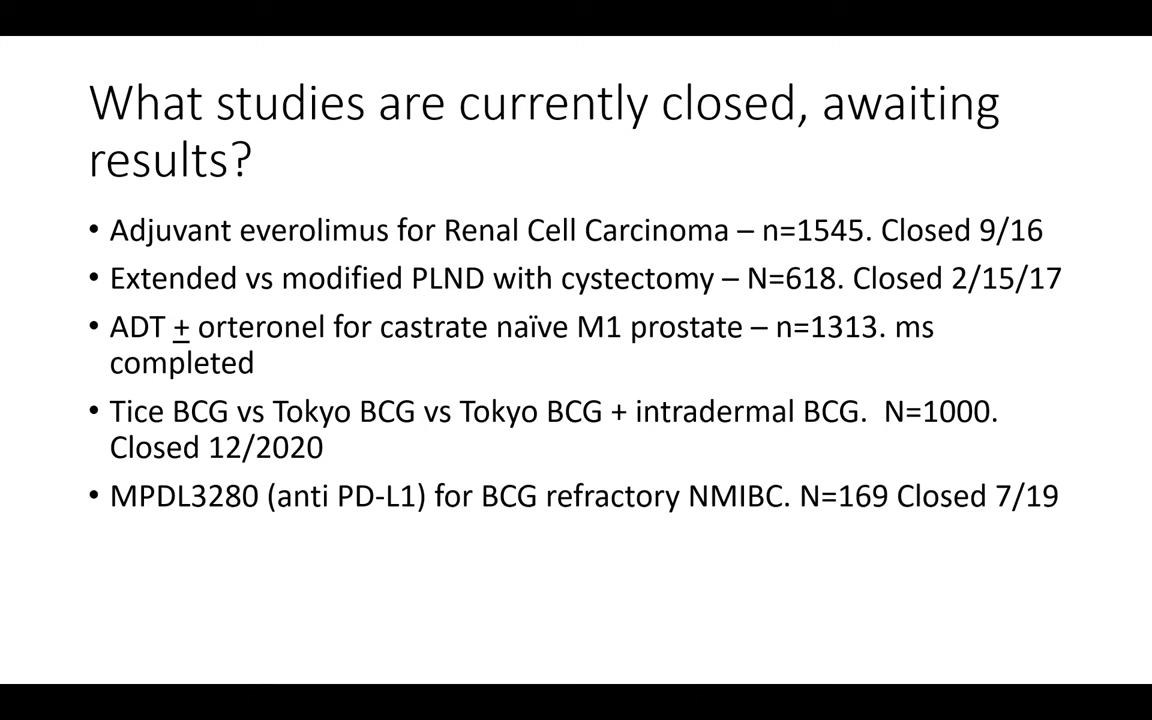 What studies are currently closed, awaiting
results?
• Adjuvant everolimus for Renal Cell Carcinoma – n=1545. Closed 9/16
• Extended vs modified PLND with cystectomy – N=618. Closed 2/15/17
• ADT + orteronel for castrate naïve M1 prostate – n=1313. ms
completed
• Tice BCG vs Tokyo BCG vs Tokyo BCG + intradermal BCG.  N=1000.
Closed 12/2020
• MPDL3280 (anti PD-L1) for BCG refractory NMIBC. N=169 Closed 7/19